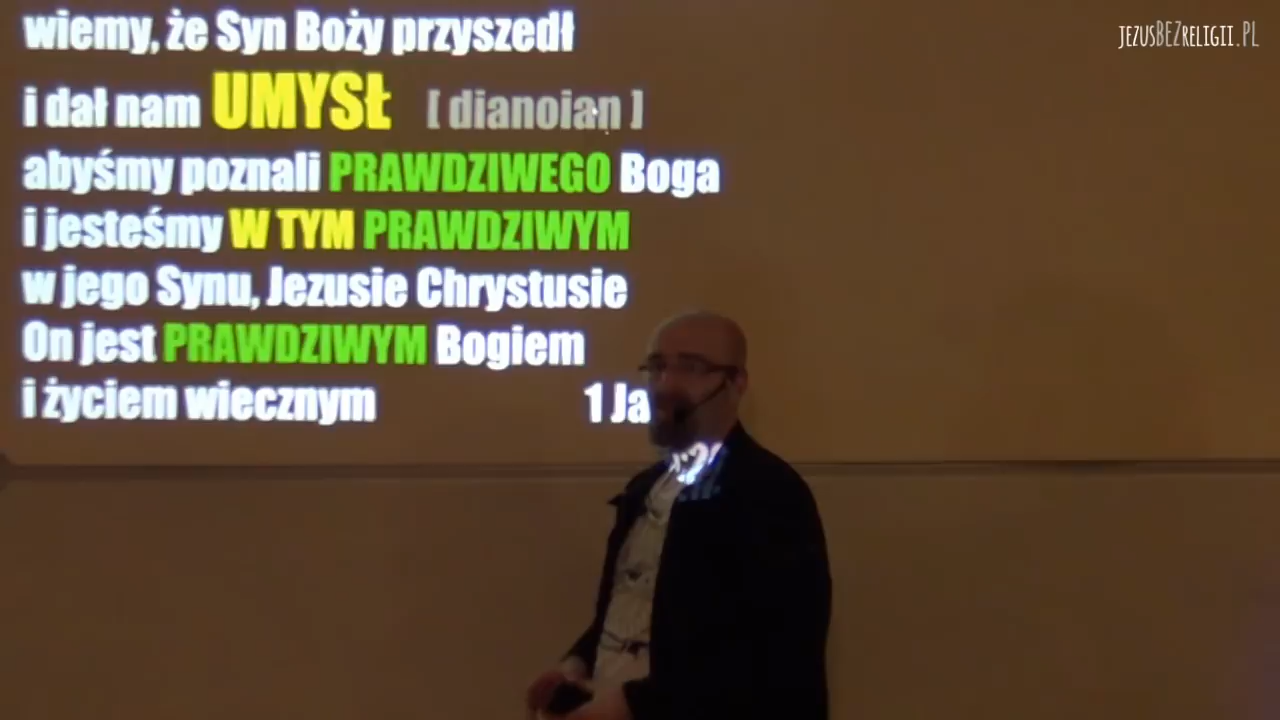 wiemy, że Syn Boży przyszedł
i dał nam UMYSŁ [ dianoian ]
abyśmy poznali PRAWDZIWEGO Boga
i jesteśmy W TYM PRAWDZIWYM
w jego Synu, Jezusie Chrystusie
On jest PRAWDZIWYM Bogiem
i życiem wiecznym 1 Ja
JEZUSBEZRELIGII.PL